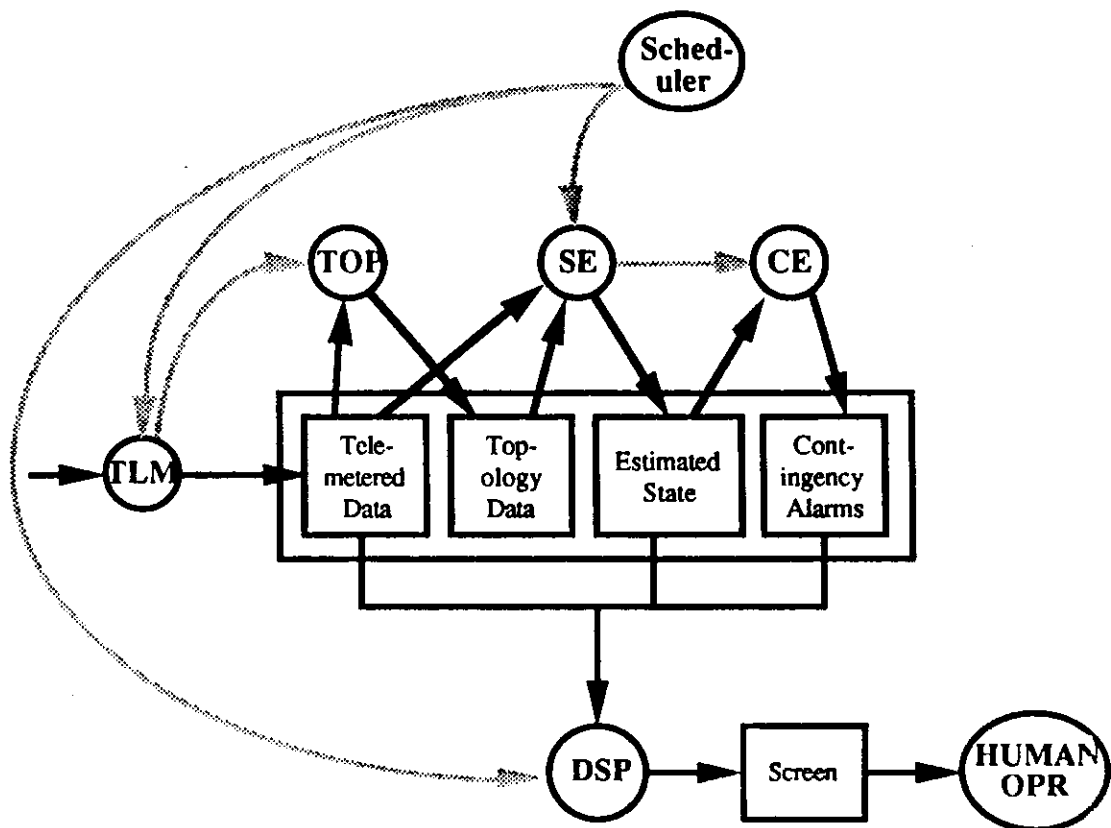 Sched-
uler
TOP
SE
CE
TLM
Tele-
metered
Data
Top-
ology
Data
Estimated
State
Cont-
ingency
Alarms
DSP
Screen
HUMAN
OPR